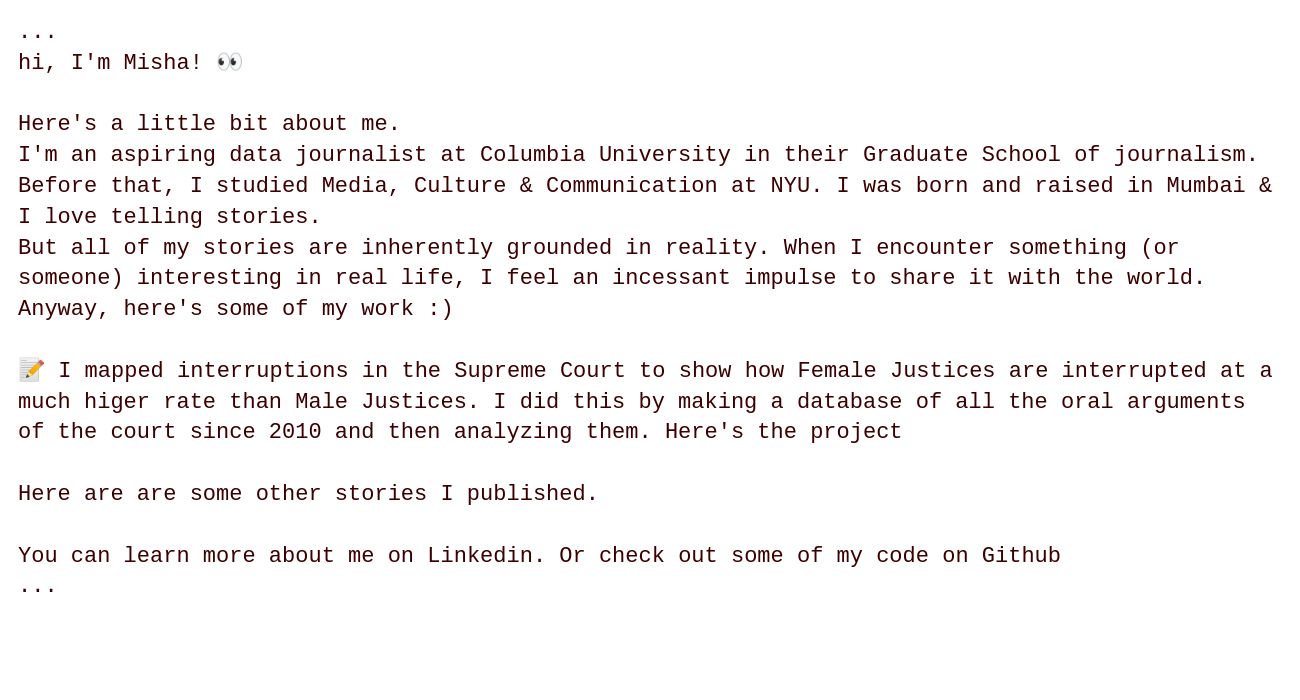 ...
hi, I'm Misha! 👀
Here's a little bit about me.
I'm an aspiring data journalist at Columbia University in their Graduate School of journalism.
Before that, I studied Media, Culture & Communication at NYU. I was born and raised in Mumbai &
I love telling stories.
But all of my stories are inherently grounded in reality. When I encounter something (or
someone) interesting in real life, I feel an incessant impulse to share it with the world.
Anyway, here's some of my work :)
📝 I mapped interruptions in the Supreme Court to show how Female Justices are interrupted at a
much higer rate than Male Justices. I did this by making a database of all the oral arguments
of the court since 2010 and then analyzing them. Here's the project
Here are are some other stories I published.
You can learn more about me on Linkedin. Or check out some of my code on Github
...